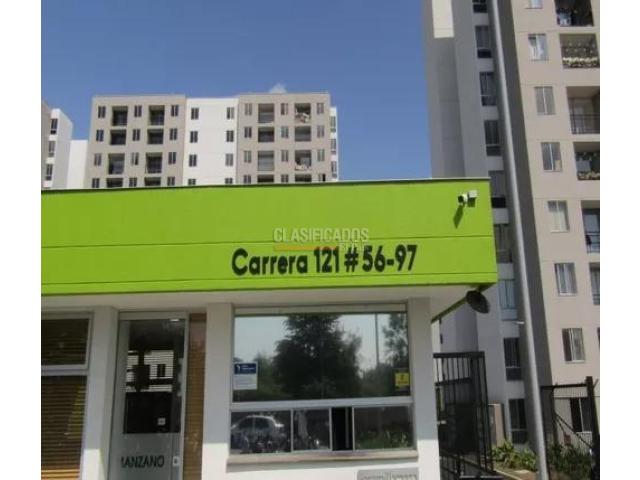 CLASIFICADOS
Carrera 121 # 56-97
MANZANO